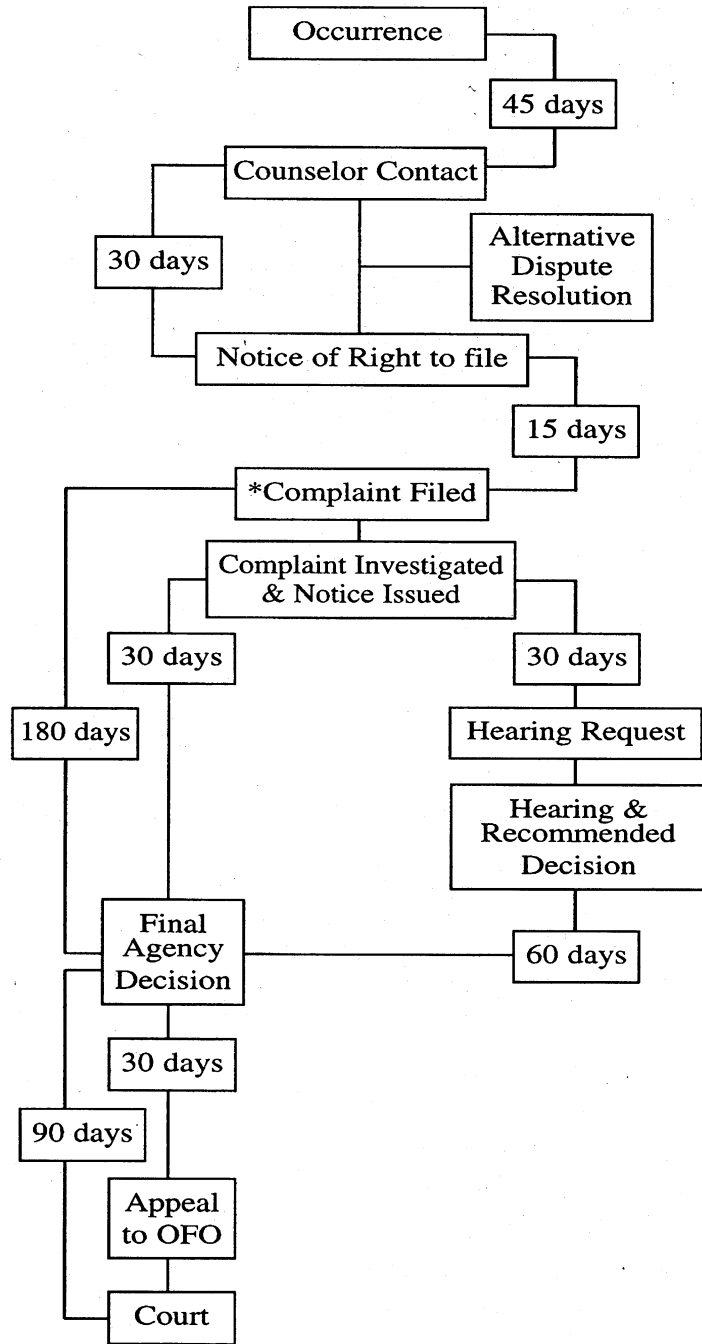 Occurrence
45 days
Counselor Contact
30 days
Alternative
Dispute
Resolution
Notice of Right to file
15 days
*Complaint Filed
Complaint Investigated
& Notice Issued
30 days
30 days
180 days
Hearing Request
Hearing &
Recommended
Decision
Final
Agency
Decision
60 days
30 days
90 days
Appeal
to OFO
Court